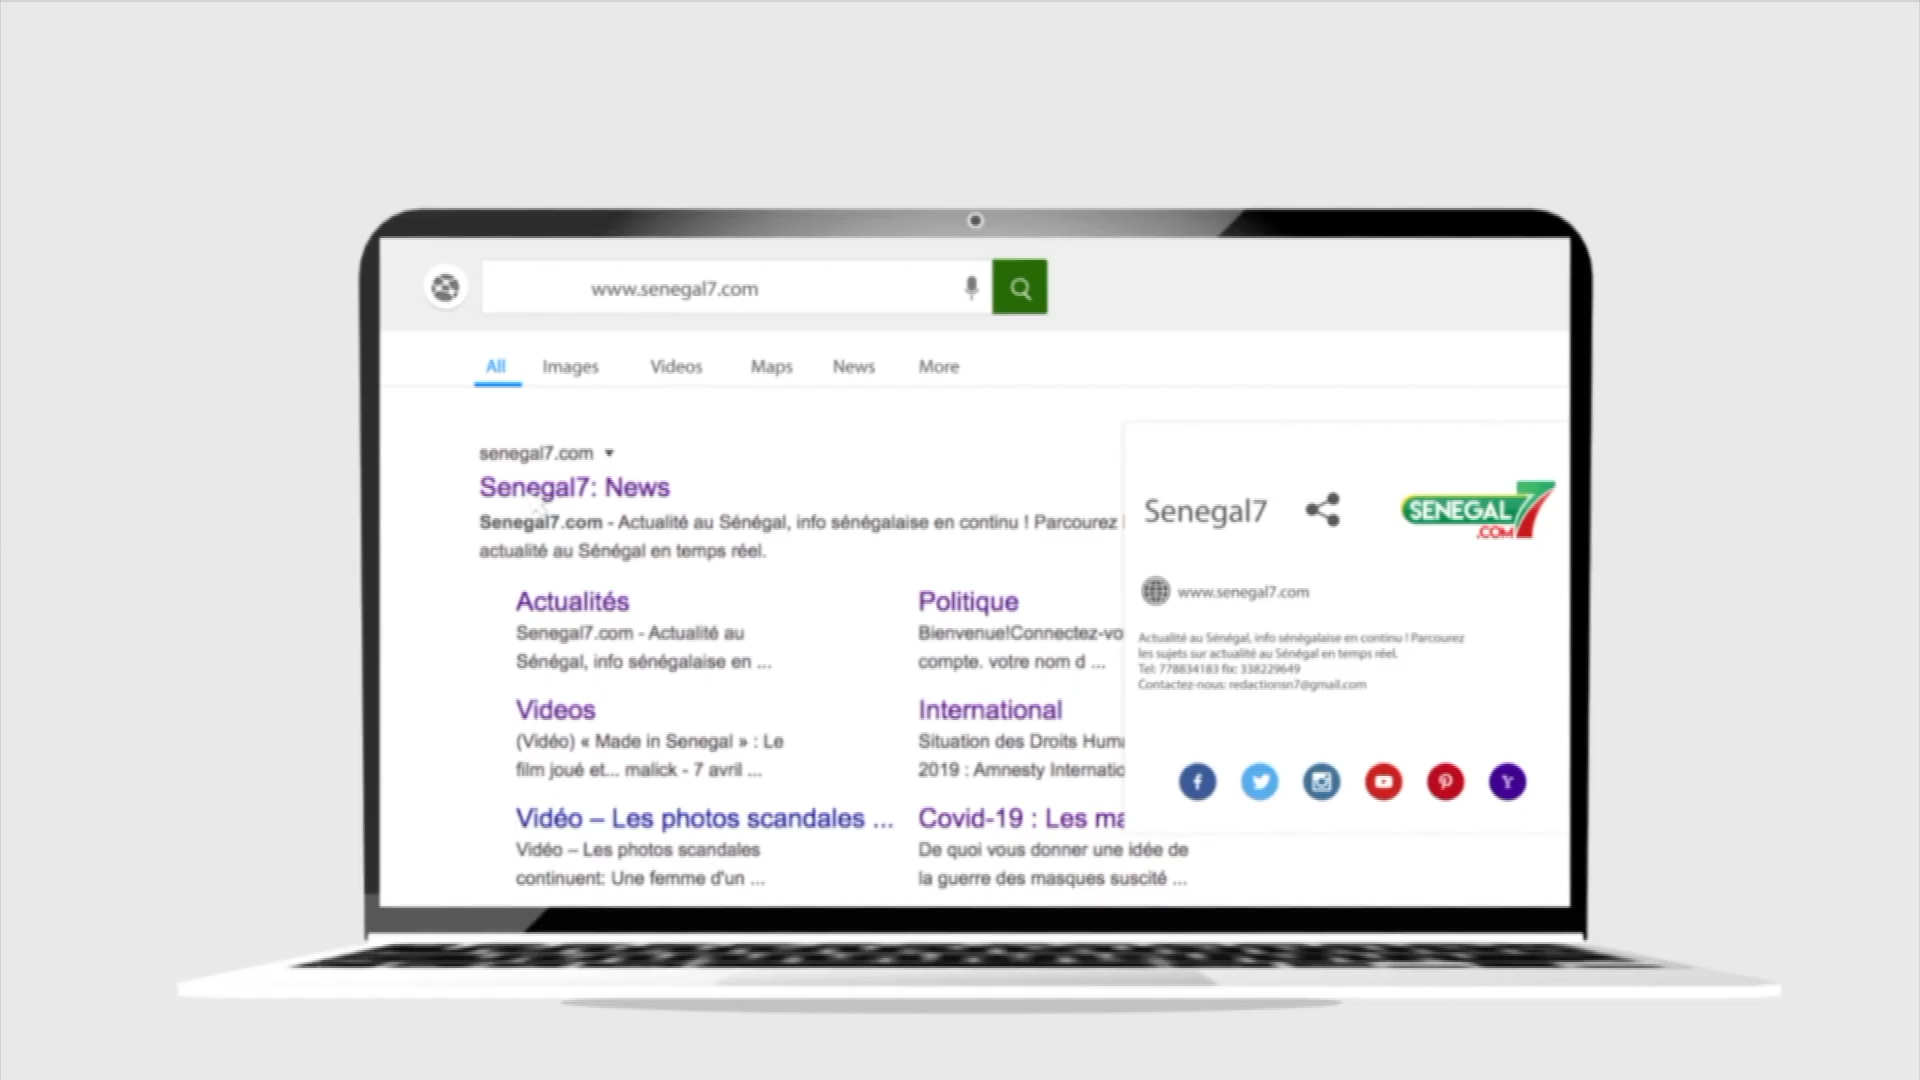 www.senegal7.com
All Images Videos Maps News More
senegal7.com
Senegal7: News
Senegal7.com - Actualité au Sénégal, info sénégalaise en continu ! Parcourez
actualité au Sénégal en temps réel.
Actualités
Senegal7.com - Actualité au
Sénégal, info sénégalaise en ...
Politique
Bienvenue!Connectez-vo
compte. votre nom d ...
Videos
(Vidéo) « Made in Senegal » : Le
film joué et... malick - 7 avril ...
International
Situation des Droits Huma
2019 : Amnesty Internatio
Vidéo – Les photos scandales ...
Vidéo – Les photos scandales
continuent: Une femme d'un ...
Covid-19 : Les ma
De quoi vous donner une idée de
la guerre des masques suscité ...
Senegal7
SENEGAL7
.COM
www.senegal7.com
Actualité au Sénégal, info sénégalaise en continu ! Parcourez
les sujets sur actualité au Sénégal en temps réel.
Tel: 778834183 fix: 338229649
Contactez-nous: redactionsn7@gmail.com